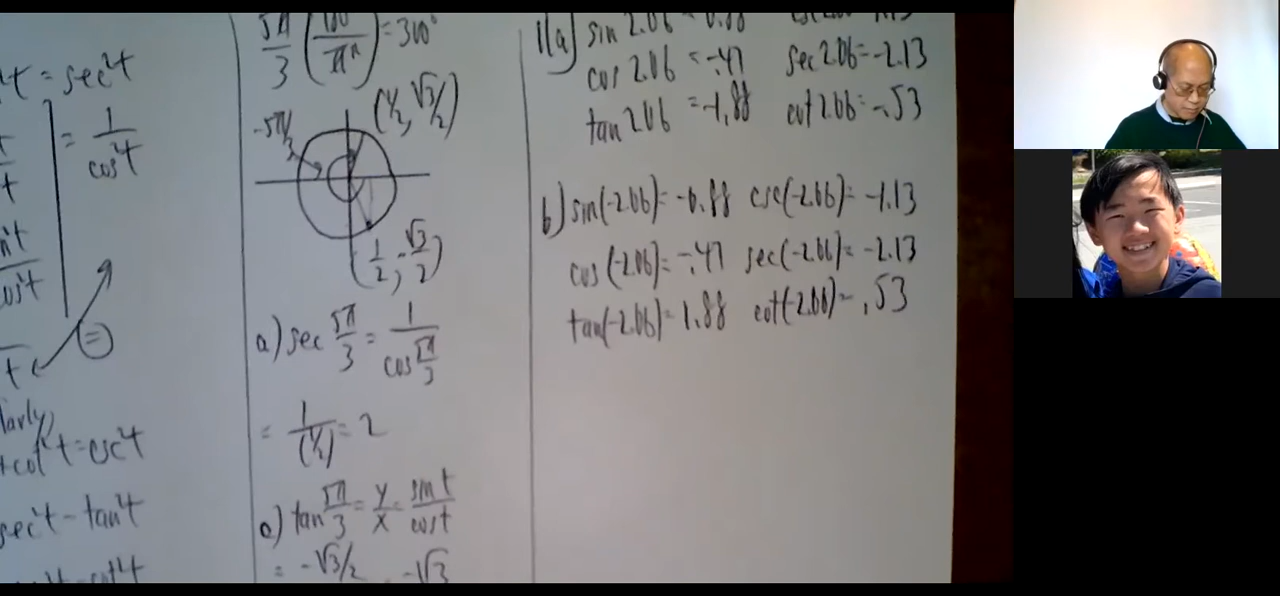 t = sec²t
= 1/cos²t
cot²t = csc²t
sec²t - tan²t
5π/3 ( /π) = 300°
-5π/3
(1/2, √3/2)
(1/2, -√3/2)
a) sec 5π/3 = 1/cos 5π/3
= 1/(1/2) = 2
c) tan 5π/3 = y/x = sin t/cos t
= -√3/2 -√3
11a) sin 2.06 = 0.88
cos 2.06 = -.47 sec 2.06 = -2.13
tan 2.06 = -1.88 cot 2.06 = -.53
b) sin(-2.06) = -0.88 csc(-2.06) = -1.13
cos(-2.06) = -.47 sec(-2.06) = -2.13
tan(-2.06) = 1.88 cot(-2.06) = .53